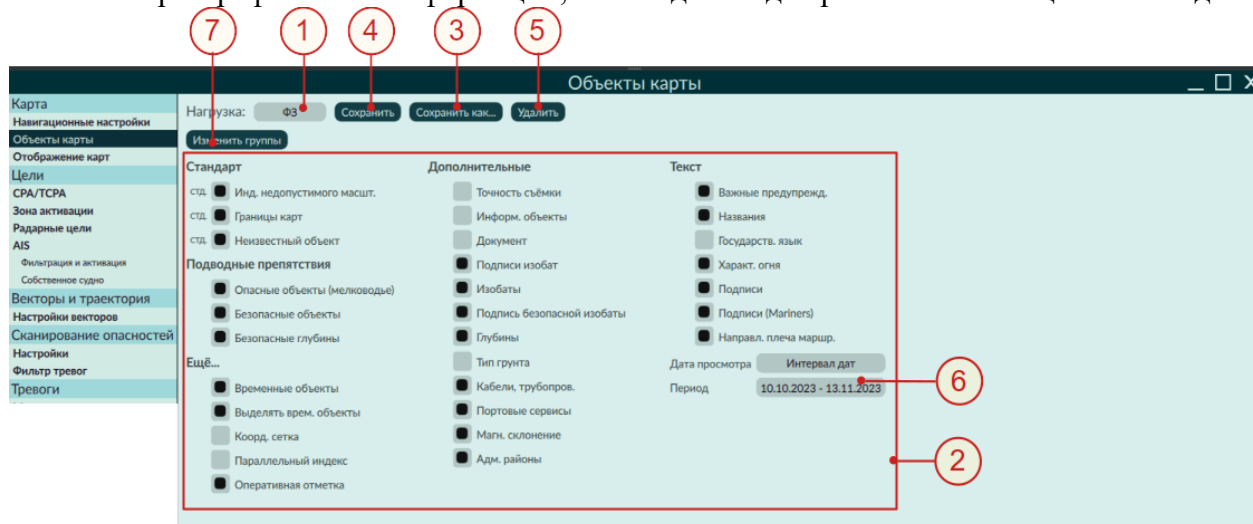 7 1 4 3 5
Объекты карты
Карта
Навигационные настройки
Объекты карты
Отображение карт
Цели
CPA/TCPA
Зона активации
Радарные цели
AIS
Фильтрация и активация
Собственное судно
Векторы и траектория
Настройки векторов
Сканирование опасностей
Настройки
Фильтр тревог
Тревоги
Нагрузка: ФЗ Сохранить Сохранить как... Удалить
Изменить группы
Стандарт
стд. Инд. недопустимого масшт.
стд. Границы карт
стд. Неизвестный объект
Подводные препятствия
Опасные объекты (мелководье)
Безопасные объекты
Безопасные глубины
Ещё...
Временные объекты
Выделять врем. объекты
Коорд. сетка
Параллельный индекс
Оперативная отметка
Дополнительные
Точность съёмки
Информ. объекты
Документ
Подписи изобат
Изобаты
Подпись безопасной изобаты
Глубины
Тип грунта
Кабели, трубопров.
Портовые сервисы
Магн. склонение
Адм. районы
Текст
Важные предупрежд.
Названия
Государств. язык
Характ. огня
Подписи
Подписи (Mariners)
Направл. плеча маршр.
Дата просмотра Интервал дат
Период 10.10.2023 - 13.11.2023
6
2